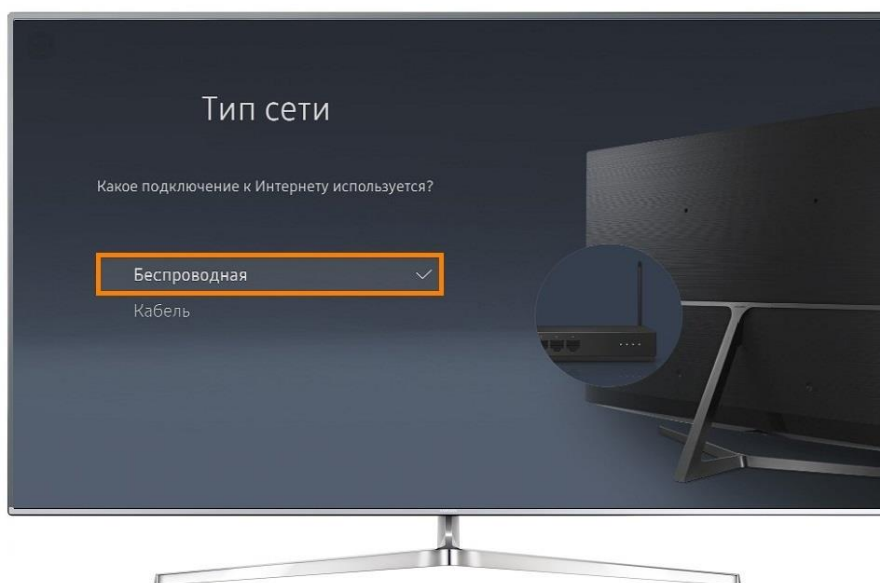 Тип сети
Какое подключение к Интернету используется?
Беспроводная
Кабель